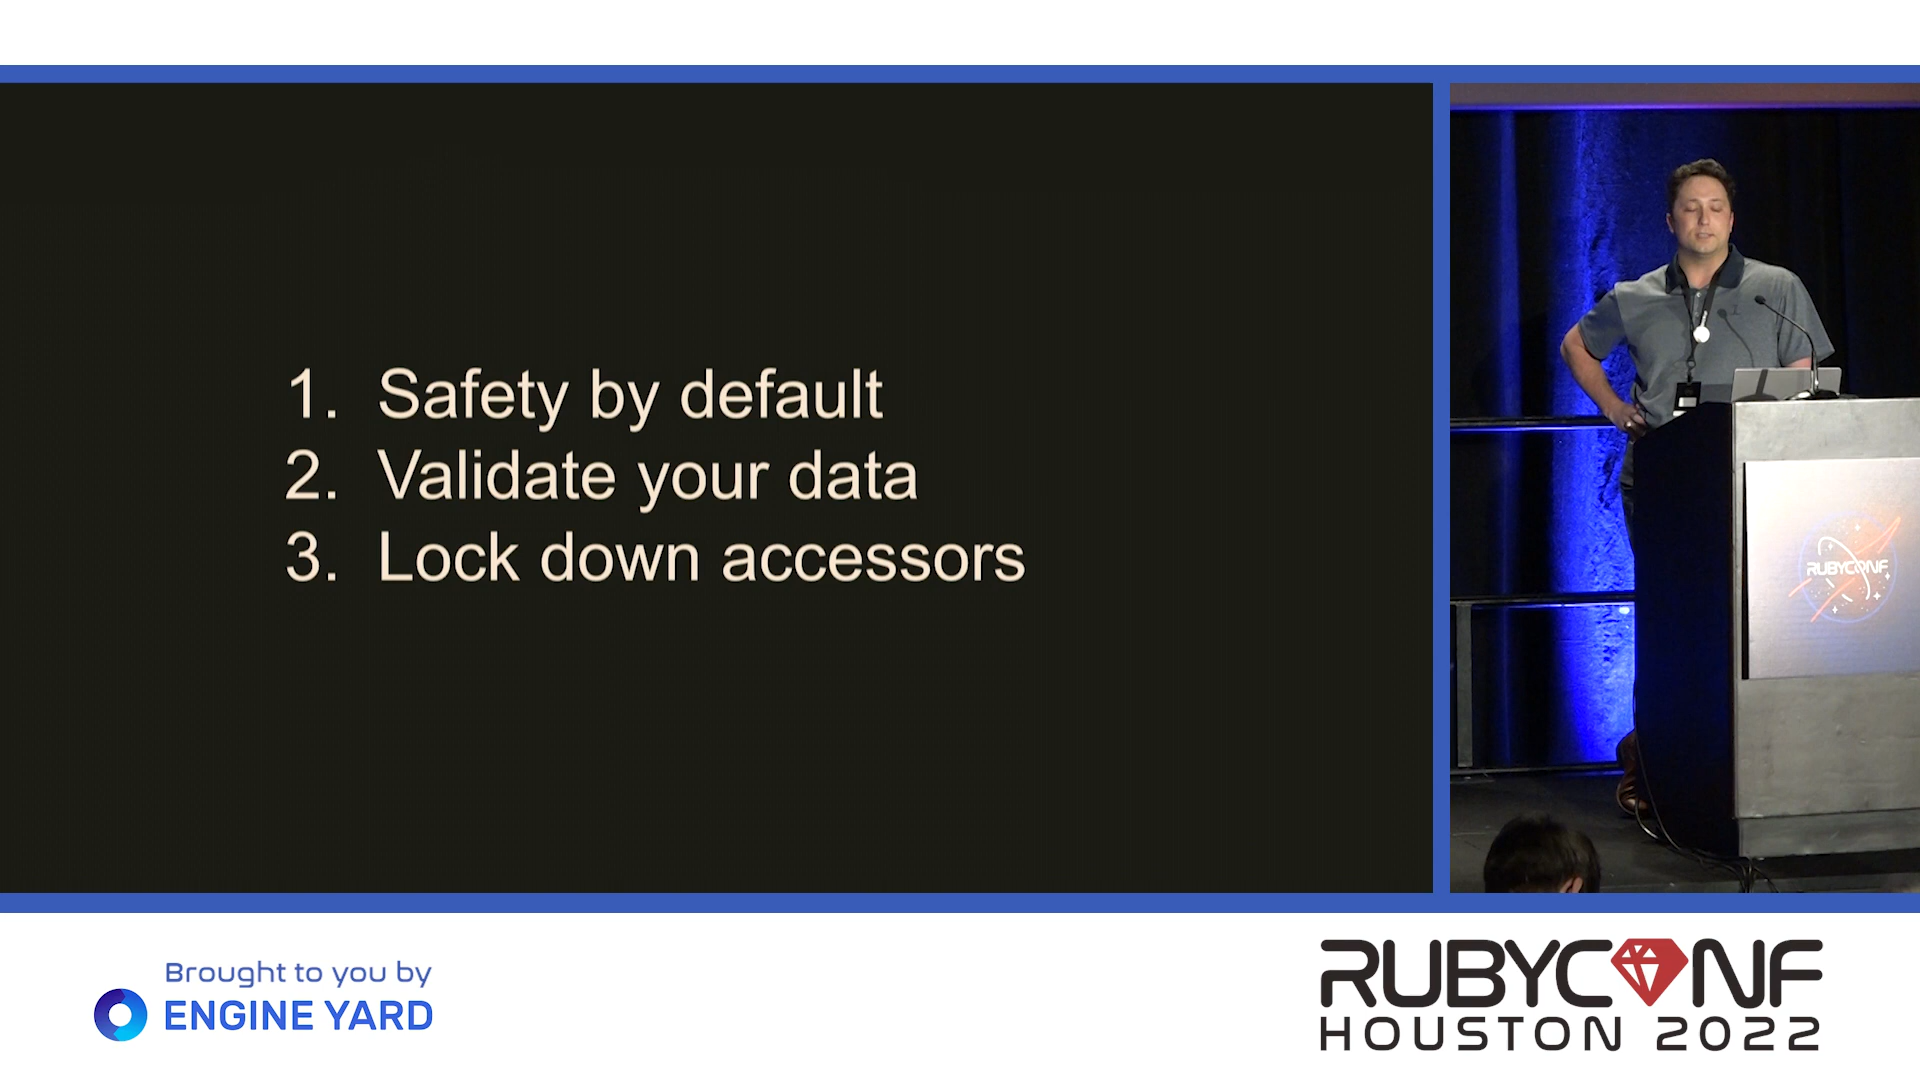 1. Safety by default
2. Validate your data
3. Lock down accessors
RUBYCONF
Brought to you by
ENGINE YARD
RUBYCONF
HOUSTON 2022